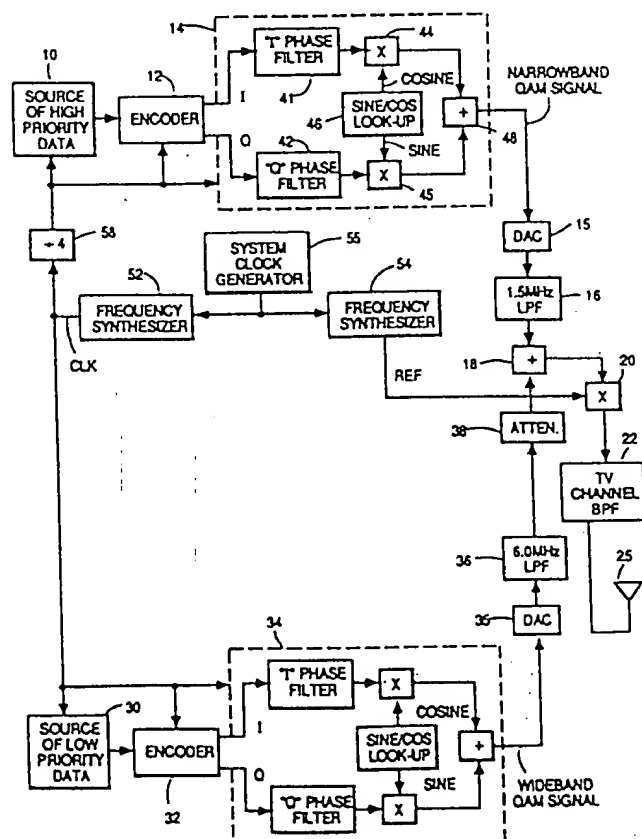 14
10
SOURCE
OF HIGH
PRIORITY
DATA
12
ENCODER
I
Q
"I" PHASE
FILTER
41
X
44
COSINE
46
SINE/COS
LOOK-UP
SINE
42
"Q" PHASE
FILTER
X
45
+
48
NARROWBAND
QAM SIGNAL
÷ 4
58
SYSTEM
CLOCK
GENERATOR
55
52
FREQUENCY
SYNTHESIZER
54
FREQUENCY
SYNTHESIZER
CLK
REF
DAC
15
1.5MHz
LPF
16
18
+
20
X
38
ATTEN.
22
TV
CHANNEL
BPF
25
36
6.0MHz
LPF
35
DAC
34
30
SOURCE
OF LOW
PRIORITY
DATA
ENCODER
32
I
Q
"I" PHASE
FILTER
X
COSINE
SINE/COS
LOOK-UP
SINE
"Q" PHASE
FILTER
X
+
WIDEBAND
QAM SIGNAL